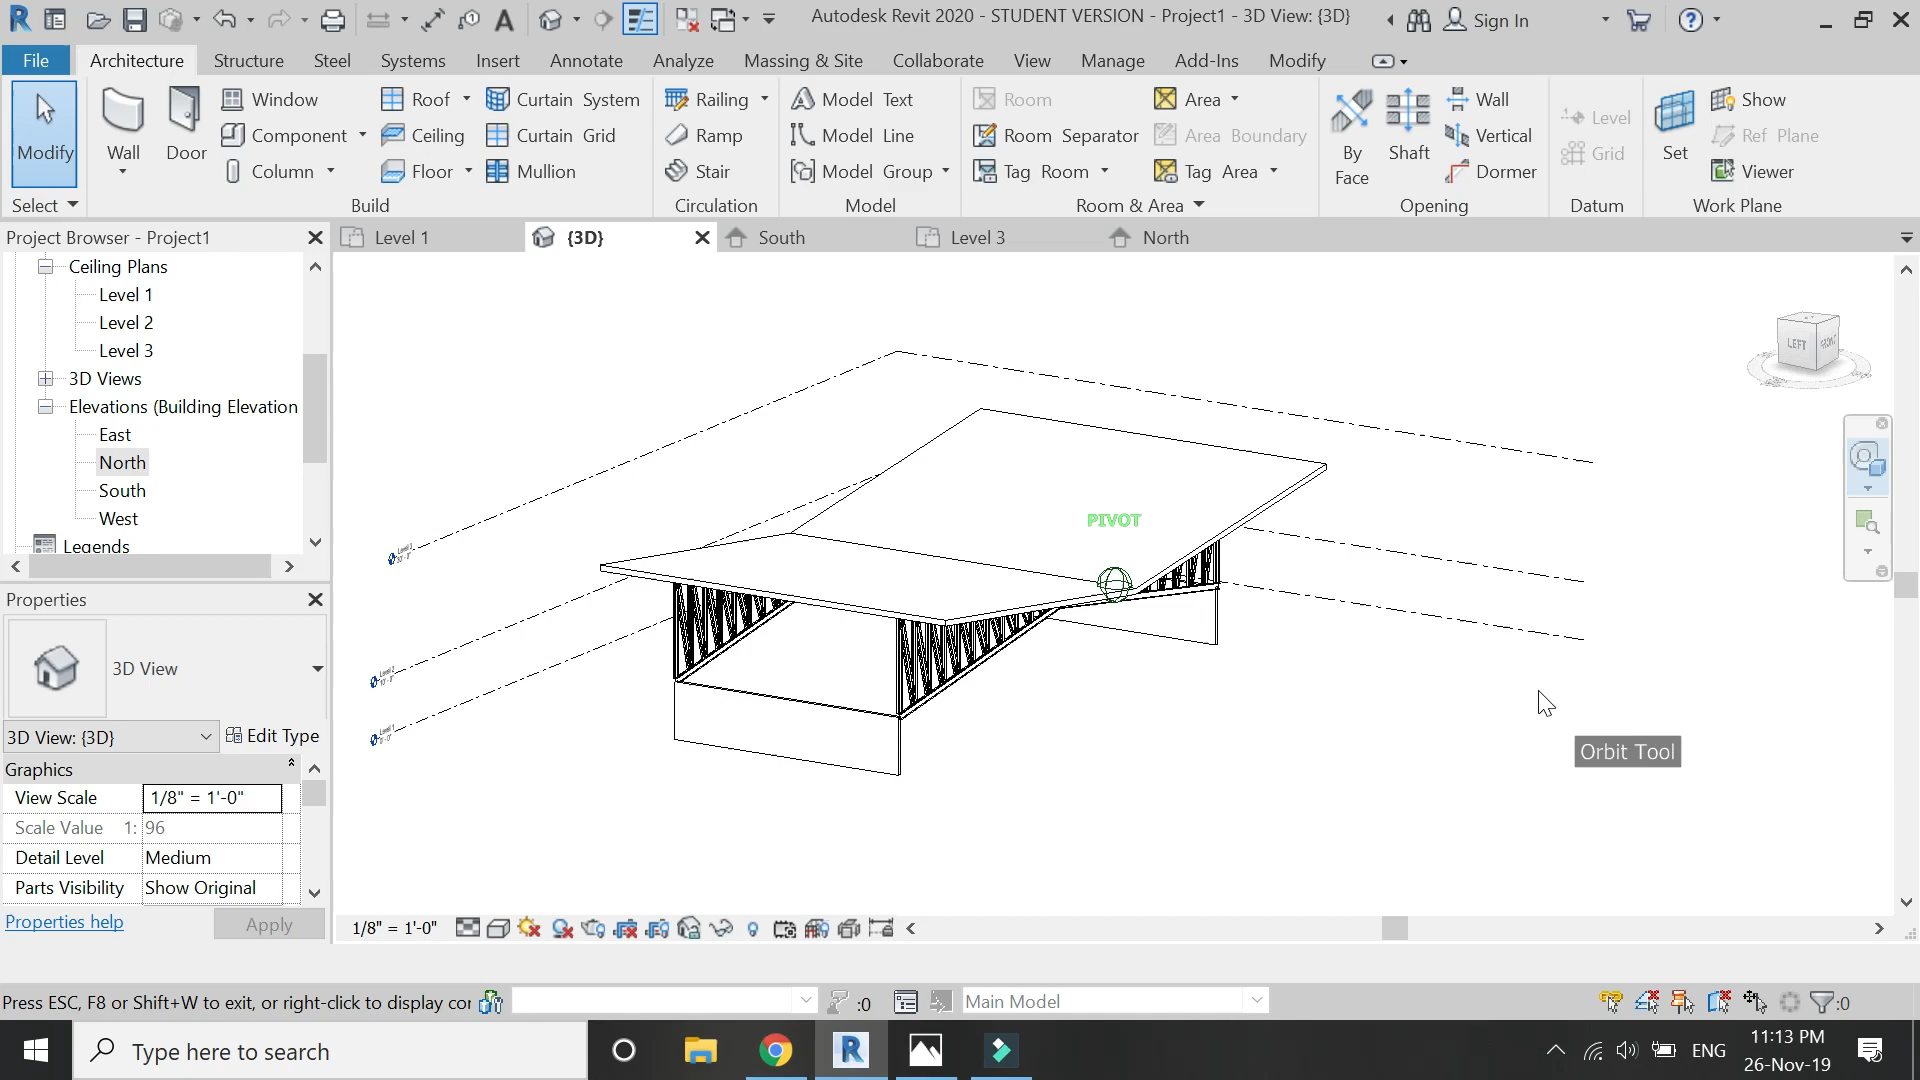 Autodesk Revit 2020 - STUDENT VERSION - Project1 - 3D View: {3D}
Sign In
File
Architecture
Structure
Steel
Systems
Insert
Annotate
Analyze
Massing & Site
Collaborate
View
Manage
Add-Ins
Modify
Modify
Wall
Door
Window
Component
Column
Roof
Ceiling
Floor
Curtain System
Curtain Grid
Mullion
Railing
Ramp
Stair
Model Text
Model Line
Model Group
Room
Room Separator
Tag Room
Area
Area Boundary
Tag Area
By
Face
Shaft
Wall
Vertical
Dormer
Level
Grid
Set
Show
Ref Plane
Viewer
Select
Build
Circulation
Model
Room & Area
Opening
Datum
Work Plane
Project Browser - Project1
Level 1
{3D}
South
Level 3
North
Ceiling Plans
Level 1
Level 2
Level 3
3D Views
Elevations (Building Elevation
East
North
South
West
Legends
Properties
3D View
3D View: {3D}
Edit Type
Graphics
View Scale
1/8" = 1'-0"
Scale Value 1:
96
Detail Level
Medium
Parts Visibility
Show Original
Properties help
Apply
LEFT
FRONT
PIVOT
Orbit Tool
1/8" = 1'-0"
Press ESC, F8 or Shift+W to exit, or right-click to display cor
:0
Main Model
:0
Type here to search
ENG
11:13 PM
26-Nov-19